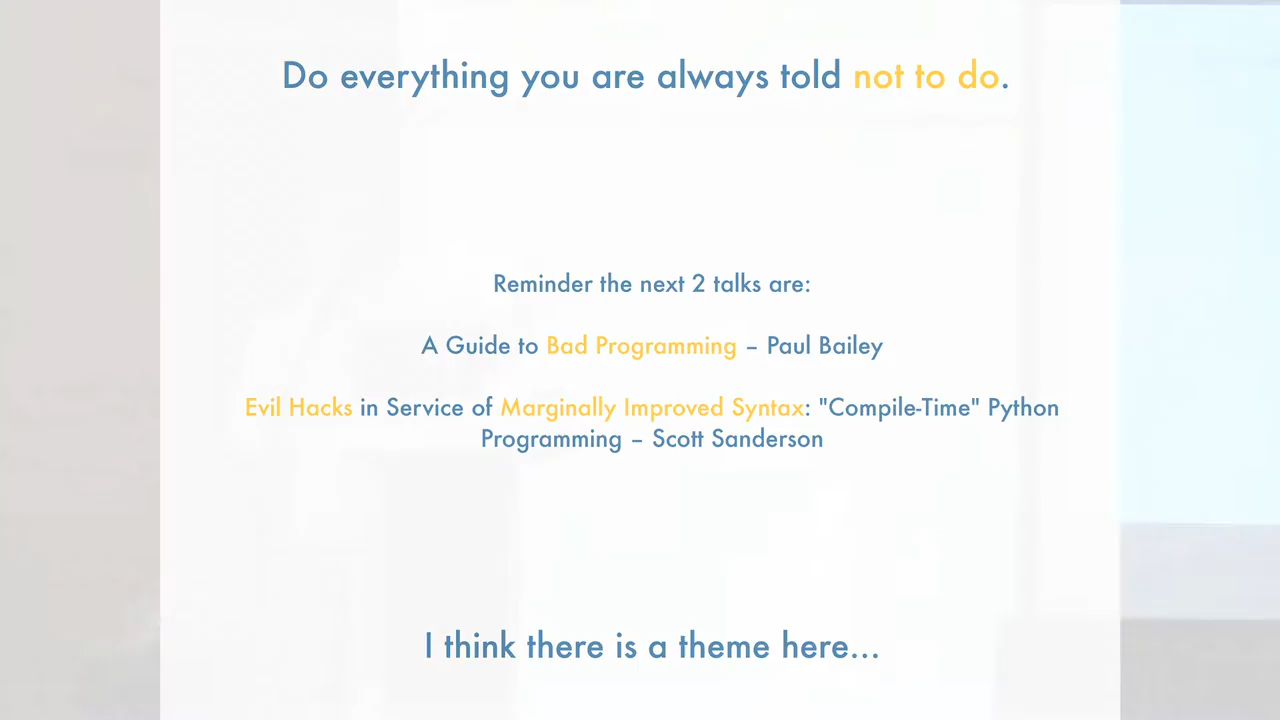 Do everything you are always told not to do.
Reminder the next 2 talks are:
A Guide to Bad Programming – Paul Bailey
Evil Hacks in Service of Marginally Improved Syntax: "Compile-Time" Python
Programming – Scott Sanderson
I think there is a theme here...